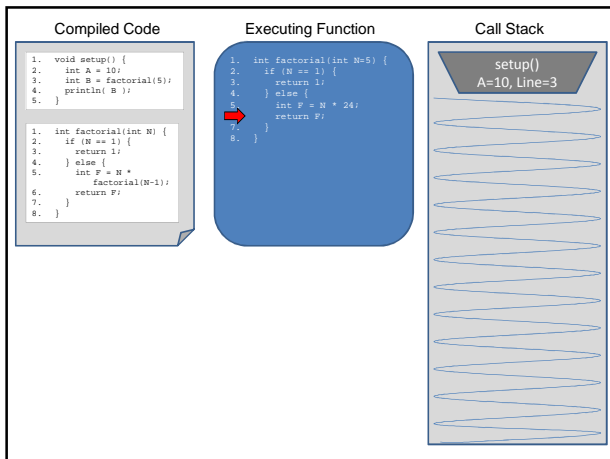 Compiled Code
1. void setup() {
2. int A = 10;
3. int B = factorial(5);
4. println( B );
5. }
1. int factorial(int N) {
2. if (N == 1) {
3. return 1;
4. } else {
5. int F = N *
factorial(N-1);
6. return F;
7. }
8. }
Executing Function
1. int factorial(int N=5) {
2. if (N == 1) {
3. return 1;
4. } else {
5. int F = N * 24;
return F;
7. }
8. }
Call Stack
setup()
A=10, Line=3